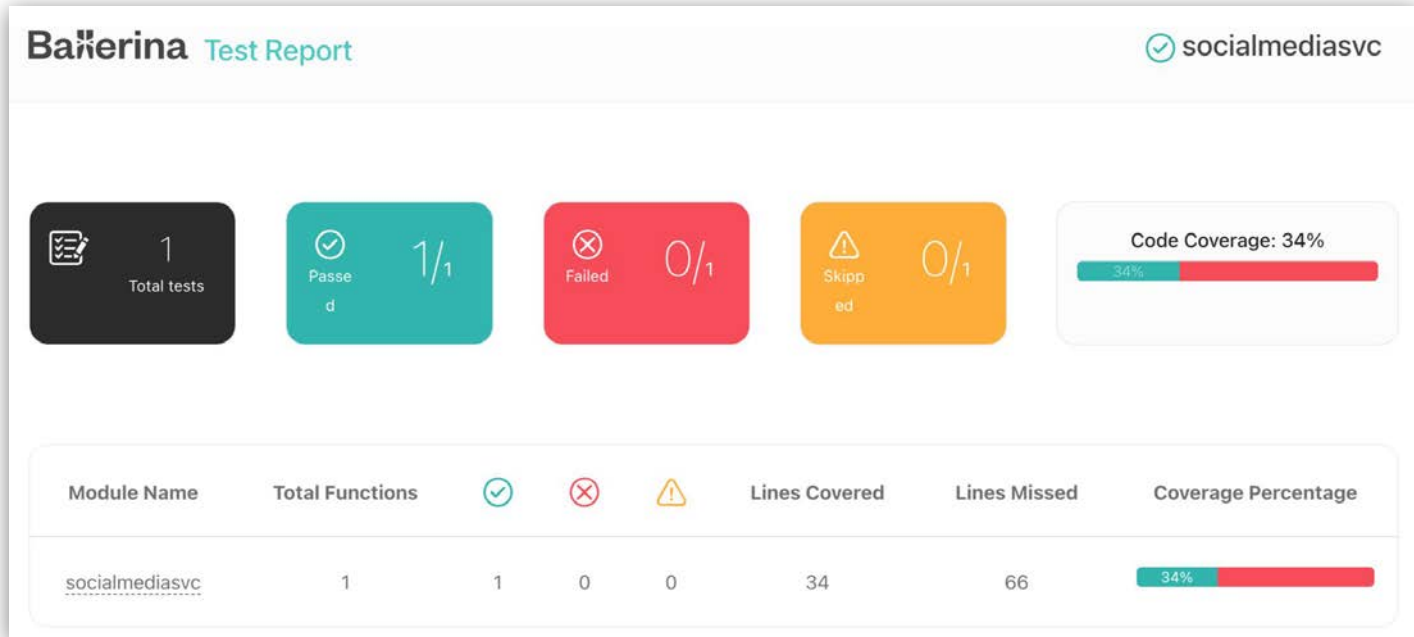 Ballerina Test Report
socialmediasvc
1
Total tests
Passe
d
1/1
Failed
0/1
Skipp
ed
0/1
Code Coverage: 34%
34%
Module Name Total Functions Lines Covered Lines Missed Coverage Percentage
socialmediasvc 1 1 0 0 34 66 34%